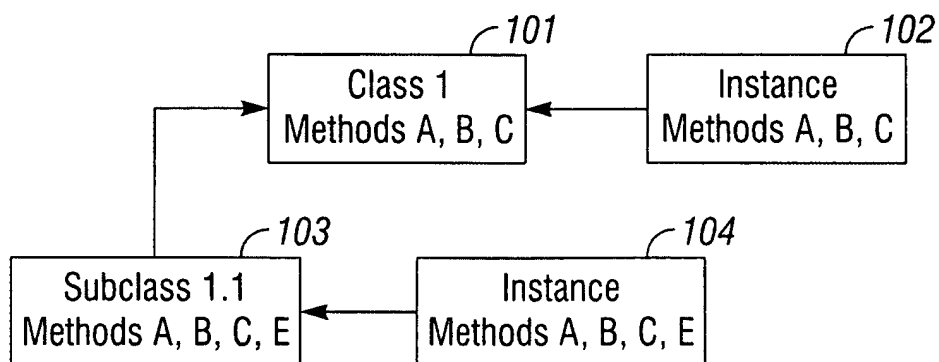 101
102
Class 1
Methods A, B, C
Instance
Methods A, B, C
103
104
Subclass 1.1
Methods A, B, C, E
Instance
Methods A, B, C, E